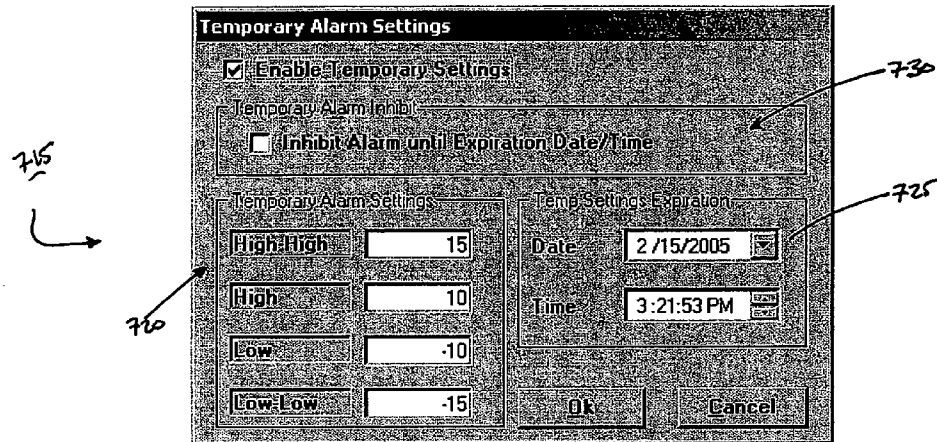 Temporary Alarm Settings
Enable Temporary Settings
730
Temporary Alarm Inhibit
Inhibit Alarm until Expiration Date/Time
715
725
Temporary Alarm Settings
Temp Settings Expiration
High-High 15
Date 2/15/2005
High 10
Time 3:21:53 PM
720
Low -10
Low-Low -15
Ok Cancel